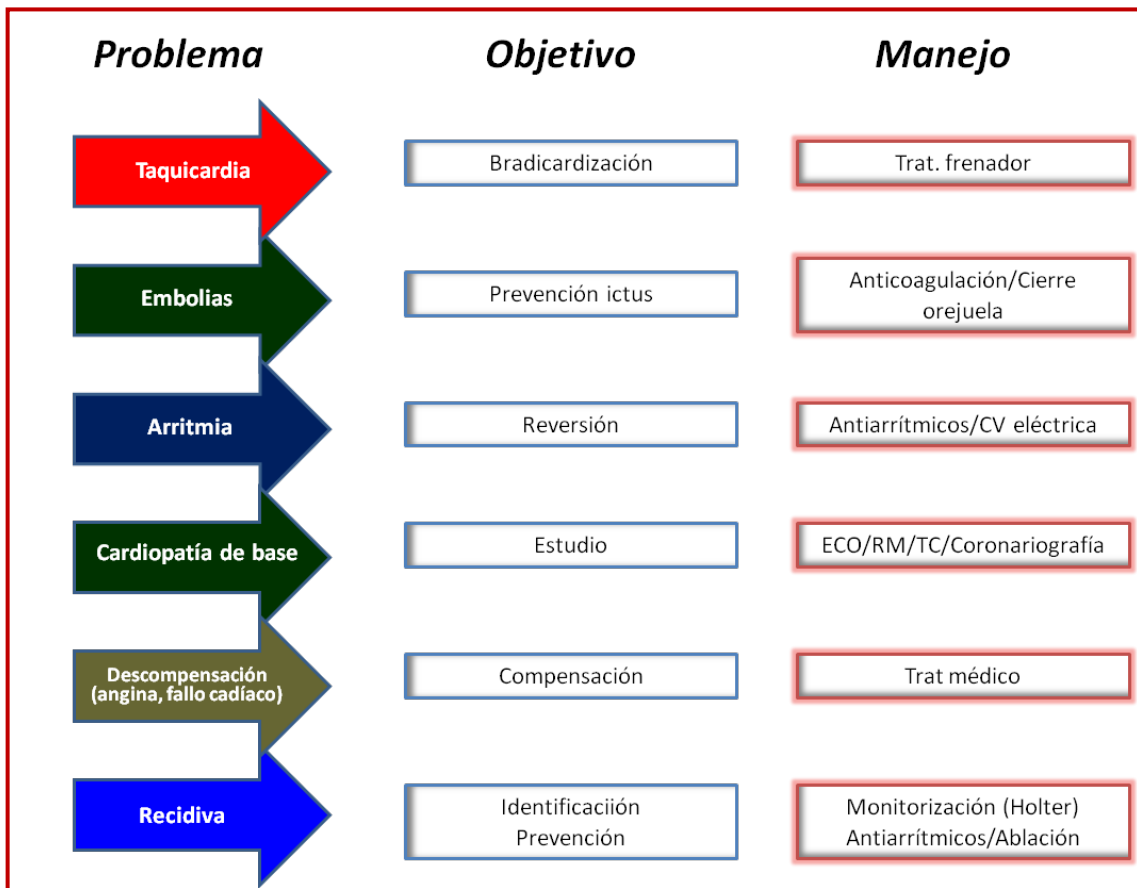 Problema
Objetivo
Manejo
Taquicardia
Bradicardización
Trat. frenador
Embolias
Prevención ictus
Anticoagulación/Cierre
orejuela
Arritmia
Reversión
Antiarrítmicos/CV eléctrica
Cardiopatía de base
Estudio
ECO/RM/TC/Coronariografía
Descompensación
(angina, fallo cadíaco)
Compensación
Trat médico
Recidiva
Identificaciión
Prevención
Monitorización (Holter)
Antiarrítmicos/Ablación